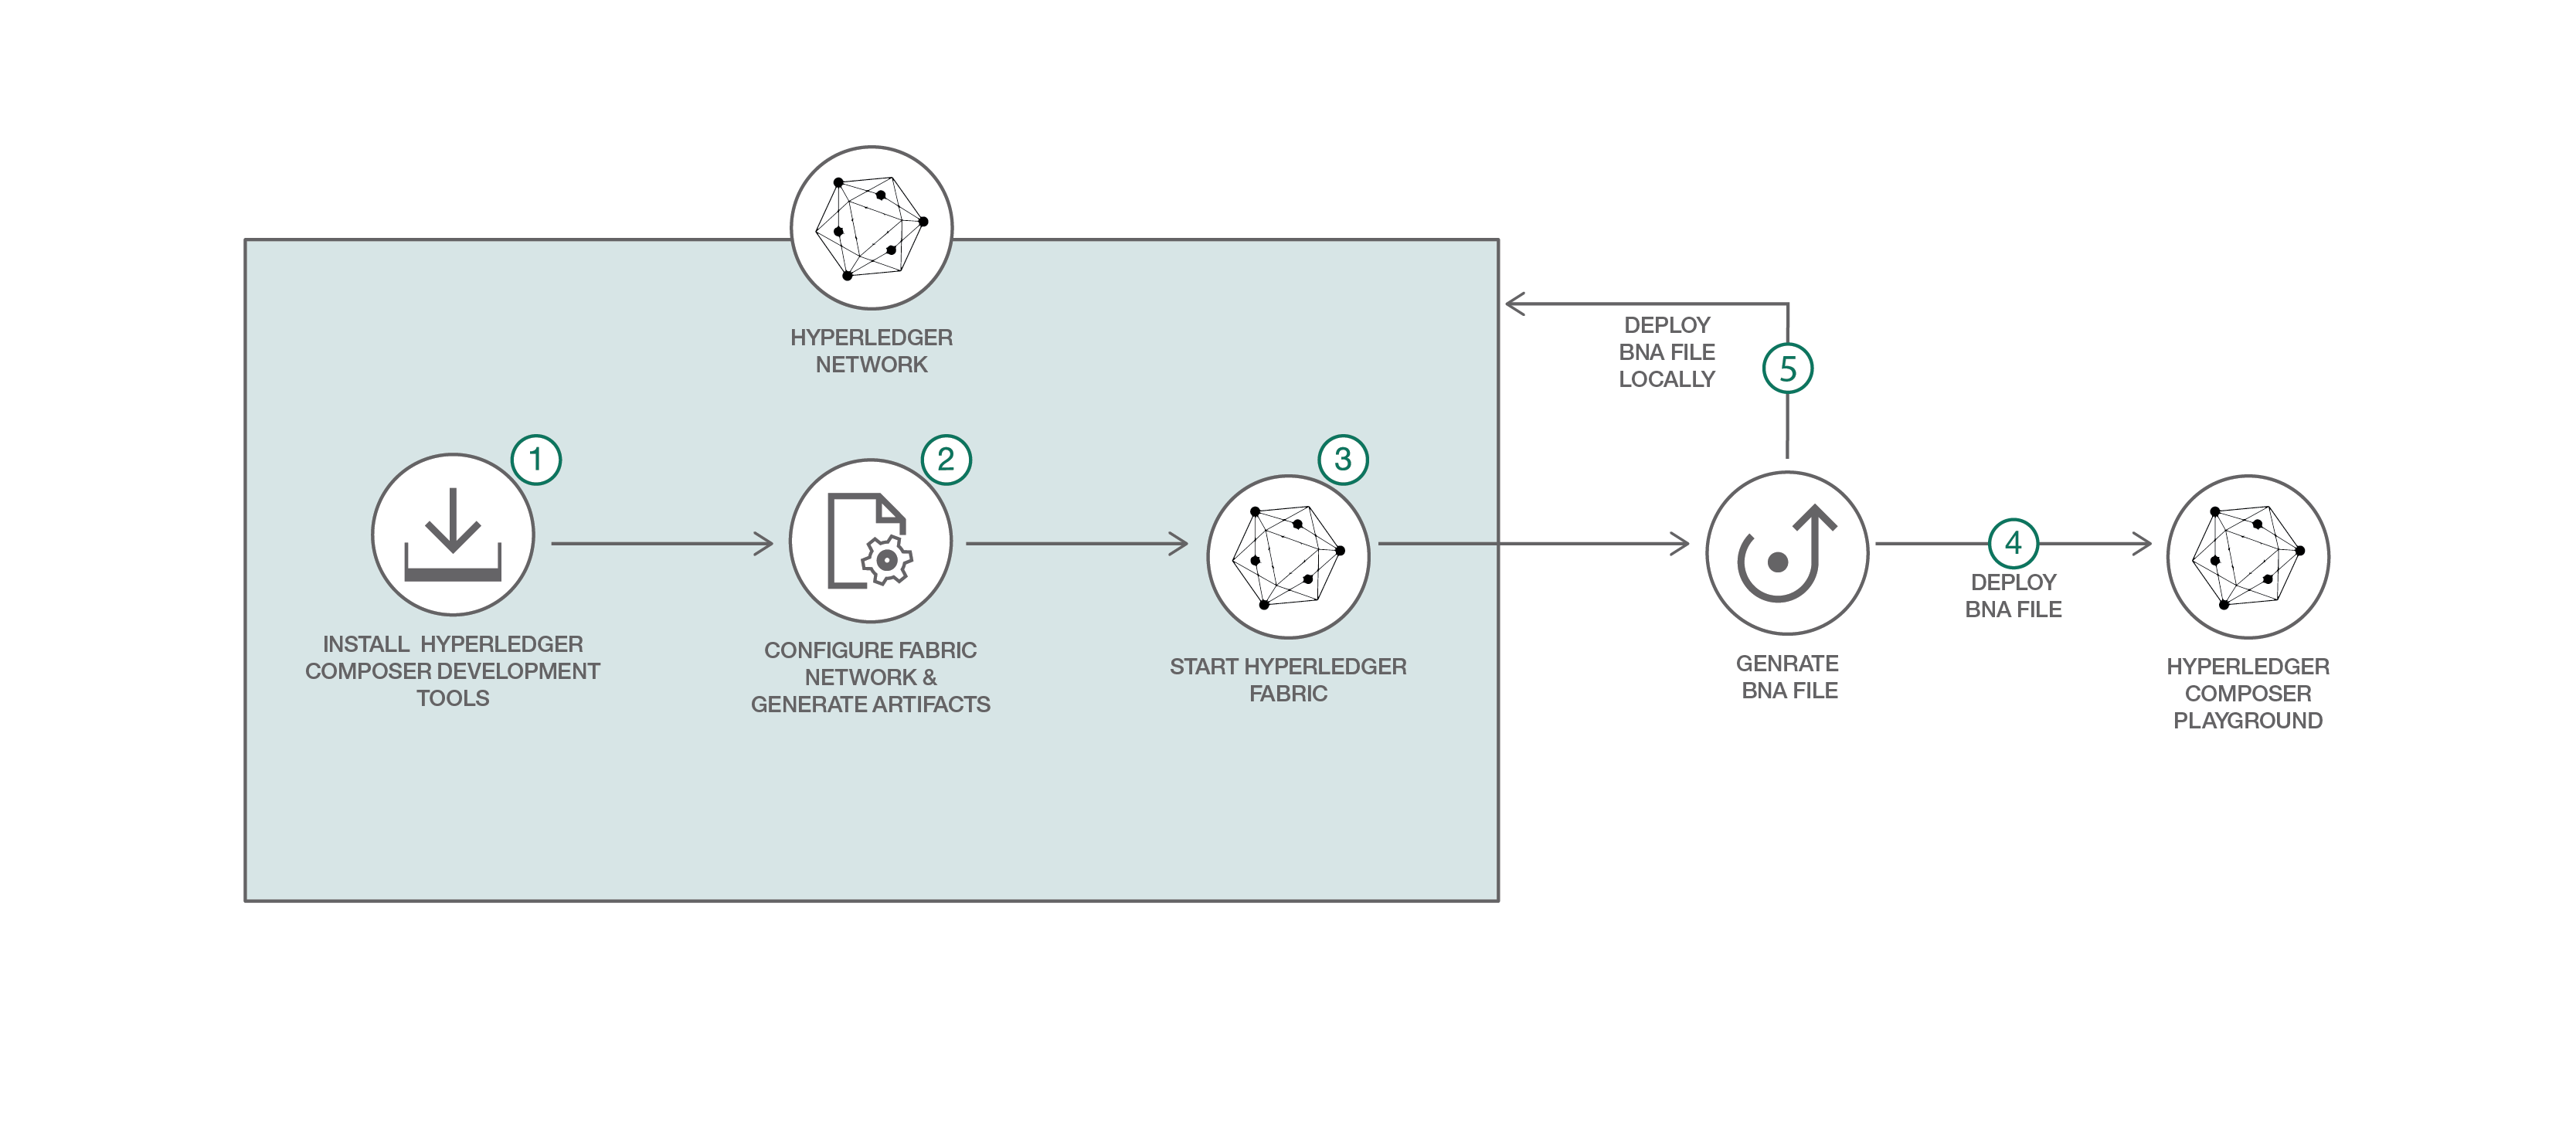 HYPERLEDGER
NETWORK
1
INSTALL HYPERLEDGER
COMPOSER DEVELOPMENT
TOOLS
2
CONFIGURE FABRIC
NETWORK &
GENERATE ARTIFACTS
3
START HYPERLEDGER
FABRIC
DEPLOY
BNA FILE
LOCALLY
5
GENRATE
BNA FILE
4
DEPLOY
BNA FILE
HYPERLEDGER
COMPOSER
PLAYGROUND